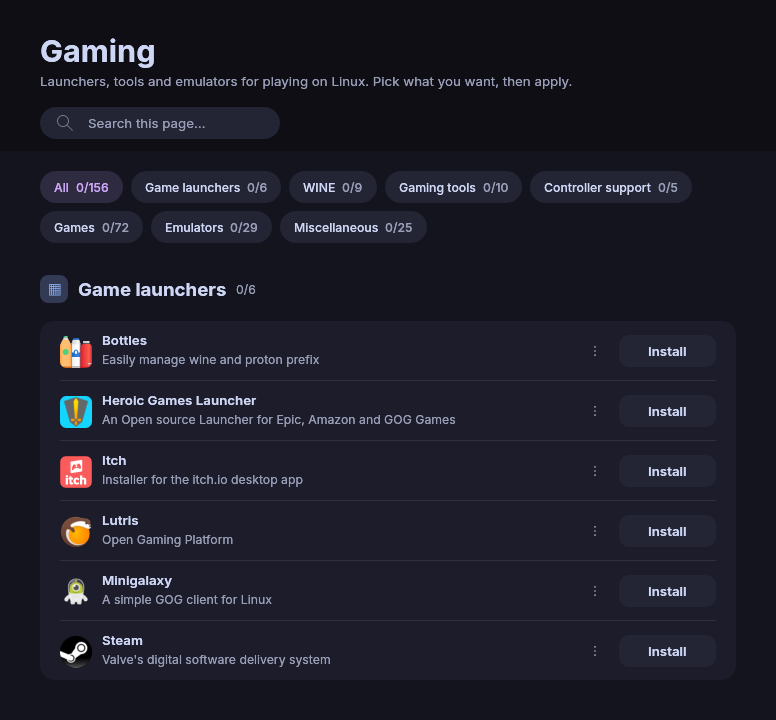 Gaming
Launchers, tools and emulators for playing on Linux. Pick what you want, then apply.
Search this page...
All 0/156 Game launchers 0/6 WINE 0/9 Gaming tools 0/10 Controller support 0/5
Games 0/72 Emulators 0/29 Miscellaneous 0/25
Game launchers 0/6
Bottles
Easily manage wine and proton prefix
Install
Heroic Games Launcher
An Open source Launcher for Epic, Amazon and GOG Games
Install
Itch
Installer for the itch.io desktop app
itch
Install
Lutris
Open Gaming Platform
Install
Minigalaxy
A simple GOG client for Linux
Install
Steam
Valve's digital software delivery system
Install